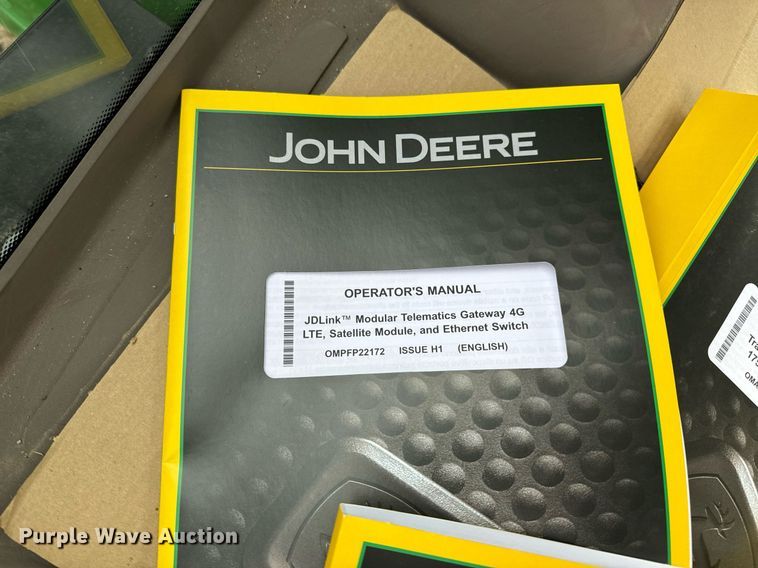 JOHN DEERE
OPERATOR'S MANUAL
JDLink™ Modular Telematics Gateway 4G
LTE, Satellite Module, and Ethernet Switch
OMPFP22172 ISSUE H1 (ENGLISH)
Purple Wave Auction®